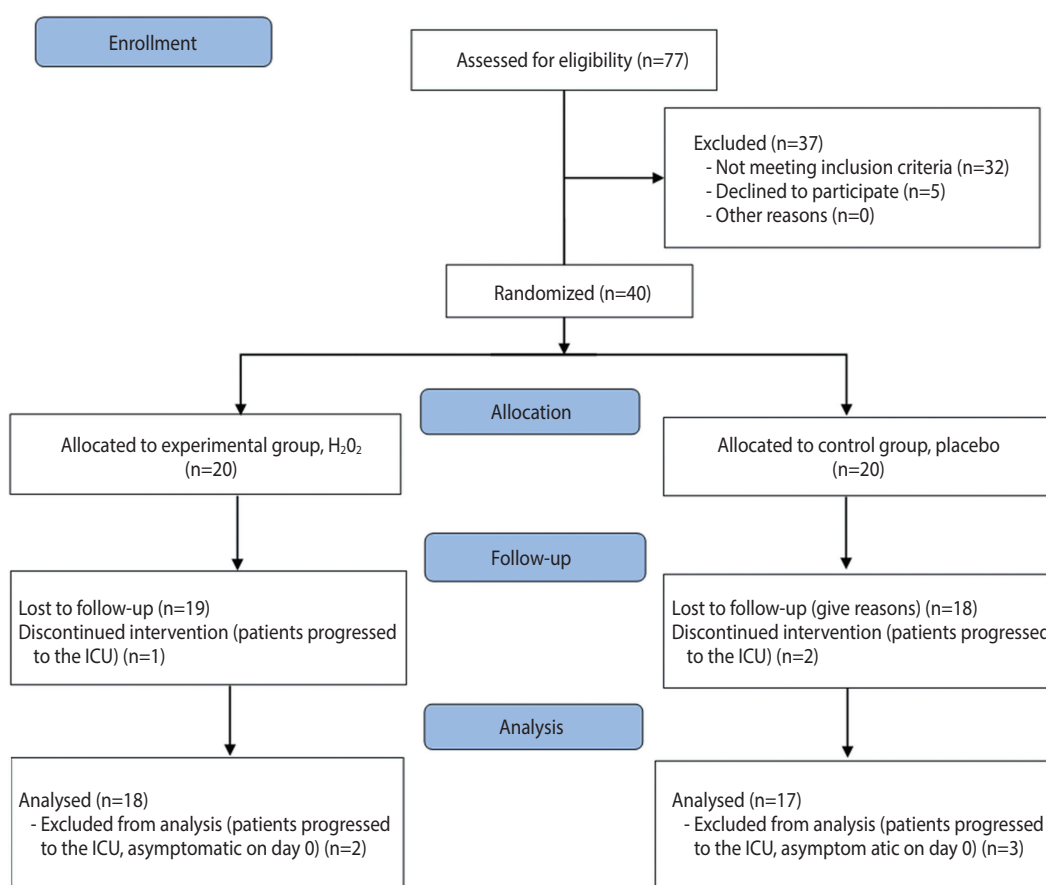 Enrollment
Assessed for eligibility (n=77)
Excluded (n=37)
- Not meeting inclusion criteria (n=32)
- Declined to participate (n=5)
- Other reasons (n=0)
Randomized (n=40)
Allocation
Allocated to experimental group, H₂0₂
(n=20)
Allocated to control group, placebo
(n=20)
Follow-up
Lost to follow-up (n=19)
Discontinued intervention (patients progressed
to the ICU) (n=1)
Lost to follow-up (give reasons) (n=18)
Discontinued intervention (patients progressed
to the ICU) (n=2)
Analysis
Analysed (n=18)
- Excluded from analysis (patients progressed
to the ICU, asymptomatic on day 0) (n=2)
Analysed (n=17)
- Excluded from analysis (patients progressed
to the ICU, asymptom atic on day 0) (n=3)